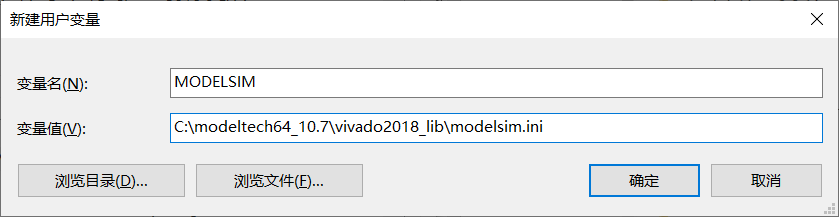 新建用户变量
变量名(N): MODELSIM
变量值(V): C:\modeltech64_10.7\vivado2018_lib\modelsim.ini
浏览目录(D)... 浏览文件(F)... 确定 取消